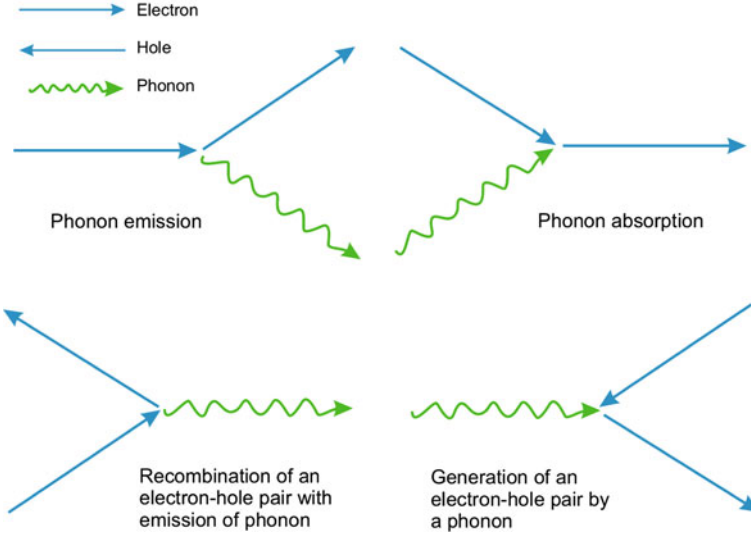 Electron
Hole
Phonon
Phonon emission
Phonon absorption
Recombination of an
electron-hole pair with
emission of phonon
Generation of an
electron-hole pair by
a phonon